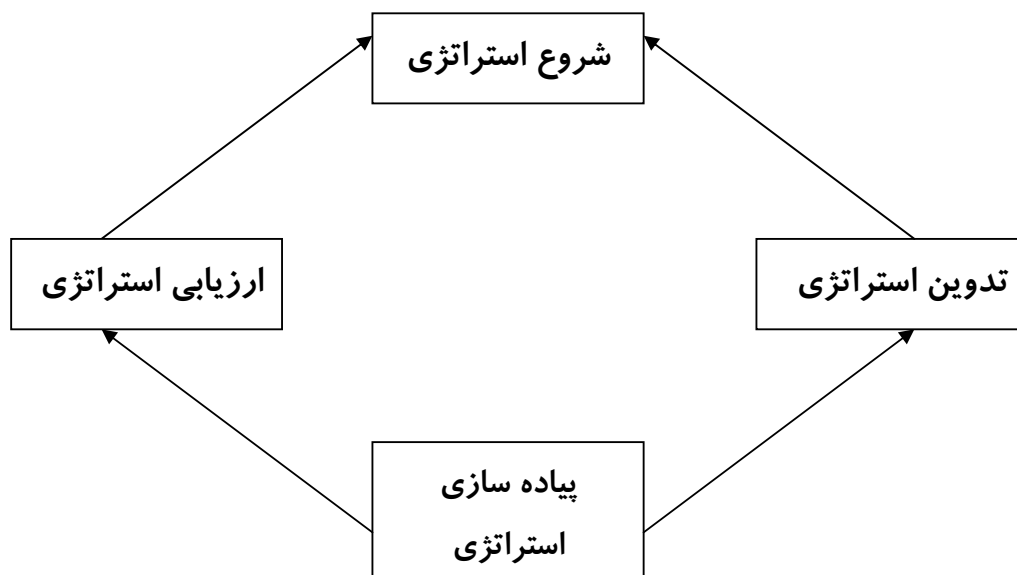 شروع استراتژی
تدوین استراتژی
ارزیابی استراتژی
پیاده سازی
استراتژی